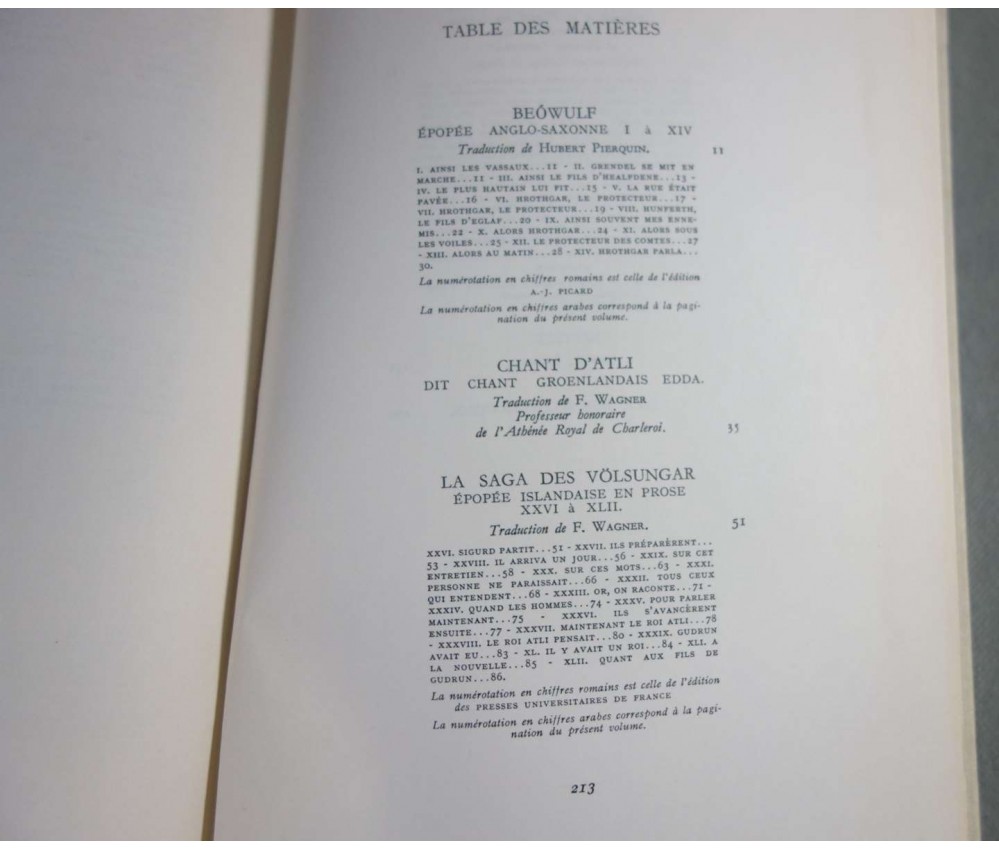 TABLE DES MATIÈRES
BEÓWULF
ÉPOPÉE ANGLO-SAXONNE I à XIV
Traduction de HUBERT PIERQUIN. 11
I. AINSI LES VASSAUX...11 - II. GRENDEL SE MIT EN
MARCHE...11 - III. AINSI LE FILS D'HEALFDENE...13 -
IV. LE PLUS HAUTAIN LUI FIT...15 - V. LA RUE ÉTAIT
PAVÉE...16 - VI. HROTHGAR, LE PROTECTEUR...17 -
VII. HROTHGAR, LE PROTECTEUR...19 - VIII. HUNFERTH,
LE FILS D'EGLAF...20 - IX. AINSI SOUVENT MES ENNE-
MIS...22 - X. ALORS HROTHGAR...24 - XI. ALORS SOUS
LES VOILES...25 - XII. LE PROTECTEUR DES COMTES...27
- XIII. ALORS AU MATIN...28 - XIV. HROTHGAR PARLA...
30.
La numérotation en chiffres romains est celle de l'édition
A.-J. PICARD
La numérotation en chiffres arabes correspond à la pagi-
nation du présent volume.
CHANT D'ATLI
DIT CHANT GROENLANDAIS EDDA.
Traduction de F. WAGNER
Professeur honoraire
de l'Athénée Royal de Charleroi. 35
LA SAGA DES VÖLSUNGAR
ÉPOPÉE ISLANDAISE EN PROSE
XXVI à XLII.
Traduction de F. WAGNER. 51
XXVI. SIGURD PARTIT...51 - XXVII. ILS PRÉPARÈRENT...
53 - XXVIII. IL ARRIVA UN JOUR...56 - XXIX. SUR CET
ENTRETIEN...58 - XXX. SUR CES MOTS...63 - XXXI.
PERSONNE NE PARAISSAIT...66 - XXXII. TOUS CEUX
QUI ENTENDENT...68 - XXXIII. OR, ON RACONTE...71 -
XXXIV. QUAND LES HOMMES...74 - XXXV. POUR PARLER
MAINTENANT...75 - XXXVI. ILS S'AVANCÈRENT
ENSUITE...77 - XXXVII. MAINTENANT LE ROI ATLI...78
- XXXVIII. LE ROI ATLI PENSAIT...80 - XXXIX. GUDRUN
AVAIT EU...83 - XL. IL Y AVAIT UN ROI...84 - XLI. A
LA NOUVELLE...85 - XLII. QUANT AUX FILS DE
GUDRUN...86.
La numérotation en chiffres romains est celle de l'édition
des PRESSES UNIVERSITAIRES DE FRANCE
La numérotation en chiffres arabes correspond à la pagi-
nation du présent volume.
213